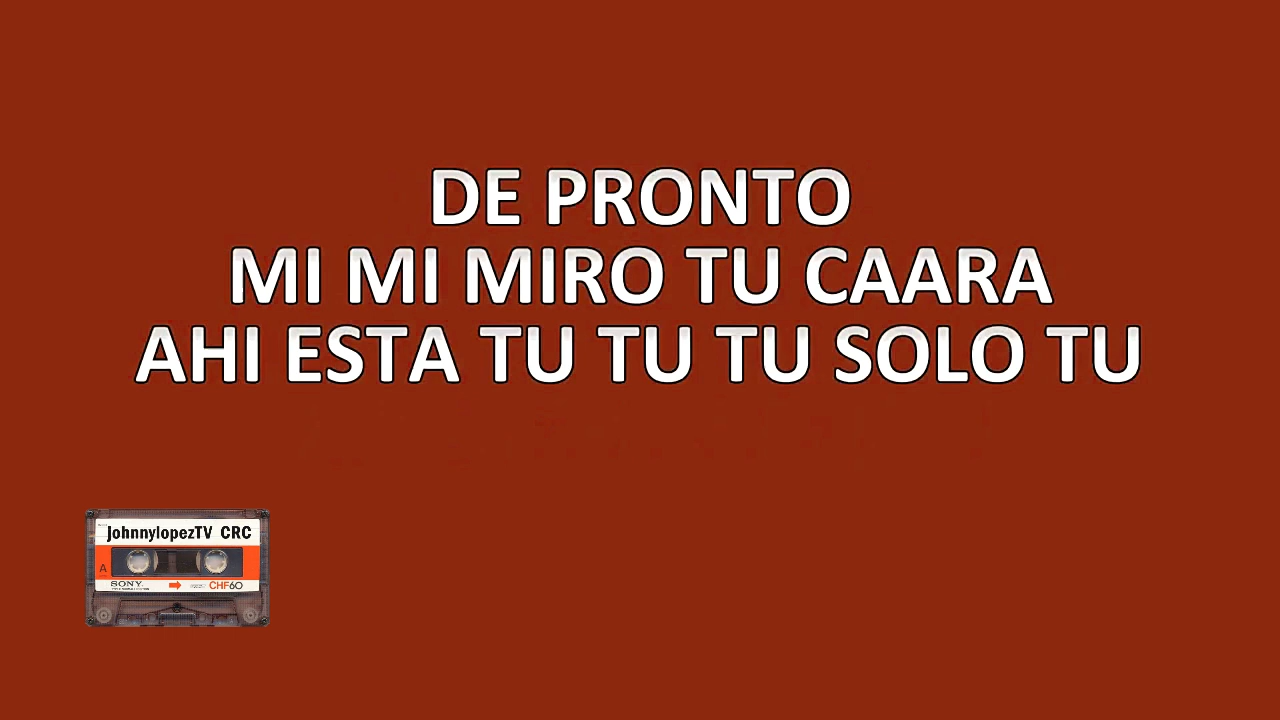 DE PRONTO
MI MI MIRO TU CAARA
AHI ESTA TU TU TU SOLO TU
JohnnylopezTV CRC
A
SONY
CHF60